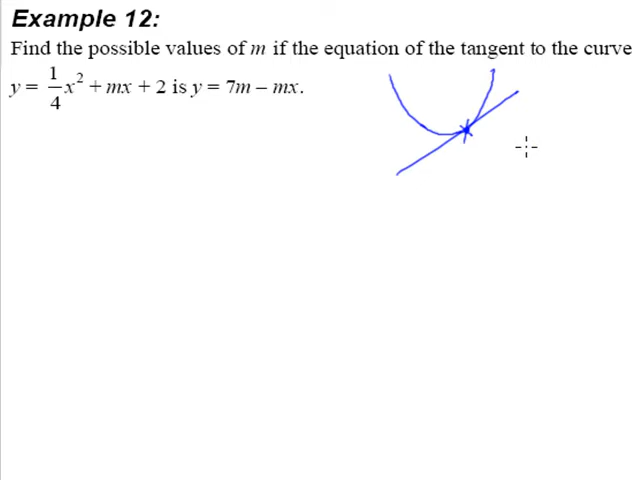 Example 12:
Find the possible values of m if the equation of the tangent to the curve
y = 1/4 x² + mx + 2 is y = 7m – mx.